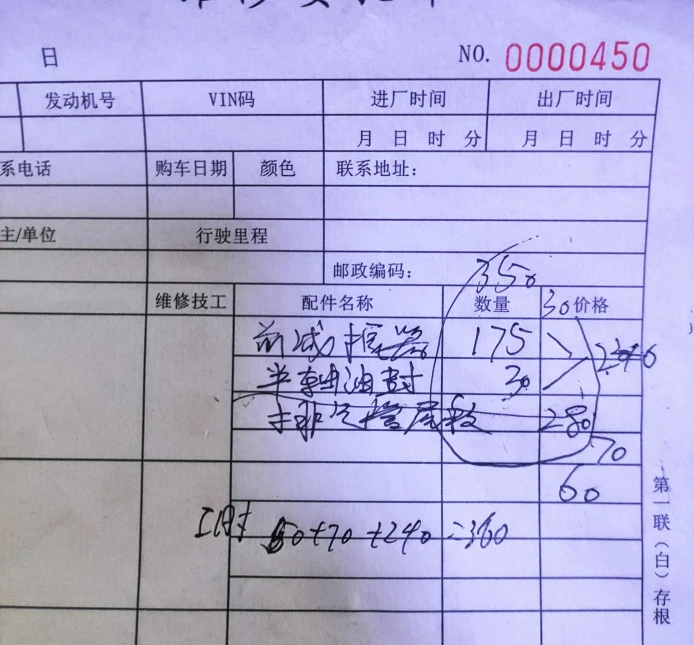 日 NO. 0000450
发动机号 VIN码 进厂时间 出厂时间
月 日 时 分 月 日 时 分
系电话 购车日期 颜色 联系地址：
主/单位 行驶里程
邮政编码： 350
维修技工 配件名称 数量 30 价格
前减振器 175
半轴油封 30
排气管尾段 280
70
60
工时 50+70+240=360
第一联（白）存根